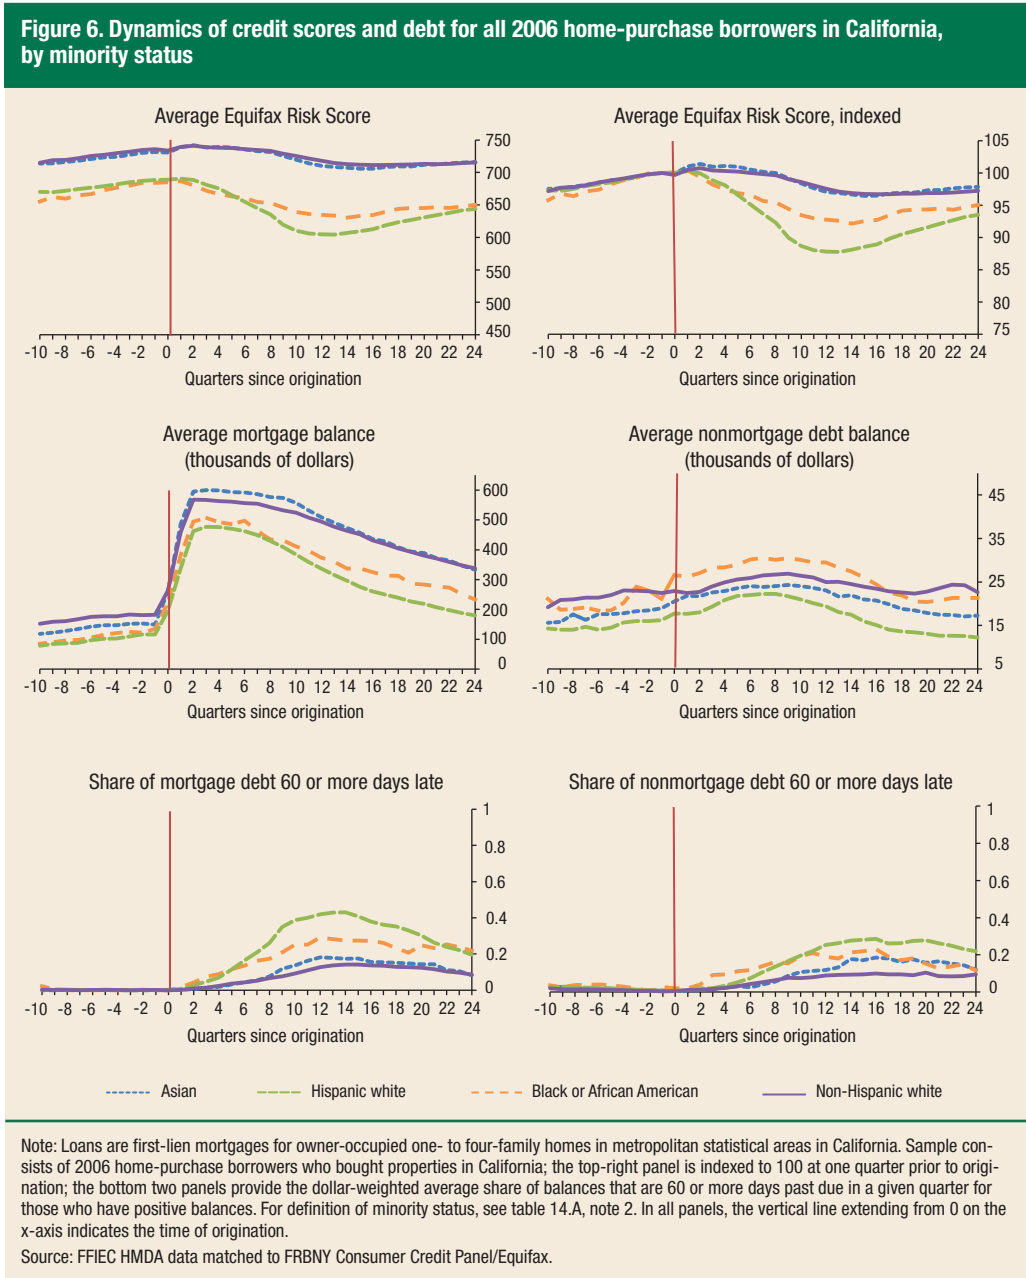 Figure 6. Dynamics of credit scores and debt for all 2006 home-purchase borrowers in California,
by minority status
Average Equifax Risk Score
750
700
650
600
550
500
450
-10 -8 -6 -4 -2 0 2 4 6 8 10 12 14 16 18 20 22 24
Quarters since origination
Average Equifax Risk Score, indexed
105
100
95
90
85
80
75
-10 -8 -6 -4 -2 0 2 4 6 8 10 12 14 16 18 20 22 24
Quarters since origination
Average mortgage balance
(thousands of dollars)
600
500
400
300
200
100
0
-10 -8 -6 -4 -2 0 2 4 6 8 10 12 14 16 18 20 22 24
Quarters since origination
Average nonmortgage debt balance
(thousands of dollars)
45
35
25
15
5
-10 -8 -6 -4 -2 0 2 4 6 8 10 12 14 16 18 20 22 24
Quarters since origination
Share of mortgage debt 60 or more days late
1
0.8
0.6
0.4
0.2
0
-10 -8 -6 -4 -2 0 2 4 6 8 10 12 14 16 18 20 22 24
Quarters since origination
Share of nonmortgage debt 60 or more days late
1
0.8
0.6
0.4
0.2
0
-10 -8 -6 -4 -2 0 2 4 6 8 10 12 14 16 18 20 22 24
Quarters since origination
Asian Hispanic white Black or African American Non-Hispanic white
Note: Loans are first-lien mortgages for owner-occupied one- to four-family homes in metropolitan statistical areas in California. Sample con-
sists of 2006 home-purchase borrowers who bought properties in California; the top-right panel is indexed to 100 at one quarter prior to origi-
nation; the bottom two panels provide the dollar-weighted average share of balances that are 60 or more days past due in a given quarter for
those who have positive balances. For definition of minority status, see table 14.A, note 2. In all panels, the vertical line extending from 0 on the
x-axis indicates the time of origination.
Source: FFIEC HMDA data matched to FRBNY Consumer Credit Panel/Equifax.